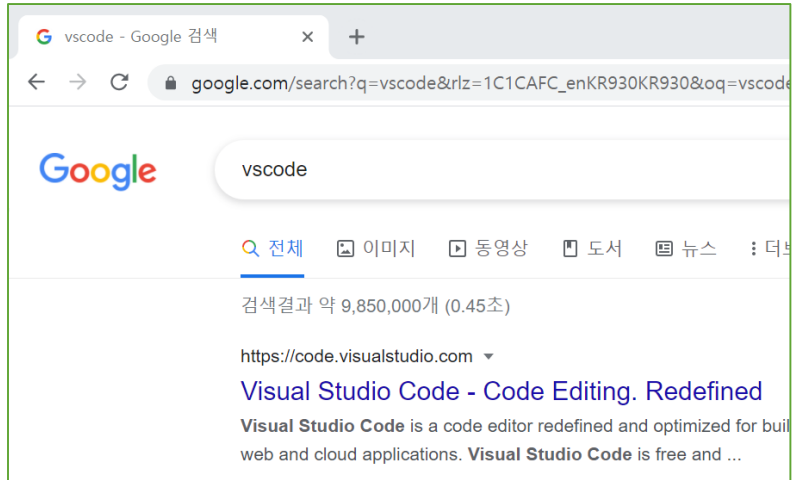 vscode - Google 검색
google.com/search?q=vscode&rlz=1C1CAFC_enKR930KR930&oq=vscode
Google
vscode
전체 이미지 동영상 도서 뉴스
검색결과 약 9,850,000개 (0.45초)
https://code.visualstudio.com
Visual Studio Code - Code Editing. Redefined
Visual Studio Code is a code editor redefined and optimized for
web and cloud applications. Visual Studio Code is free and ...